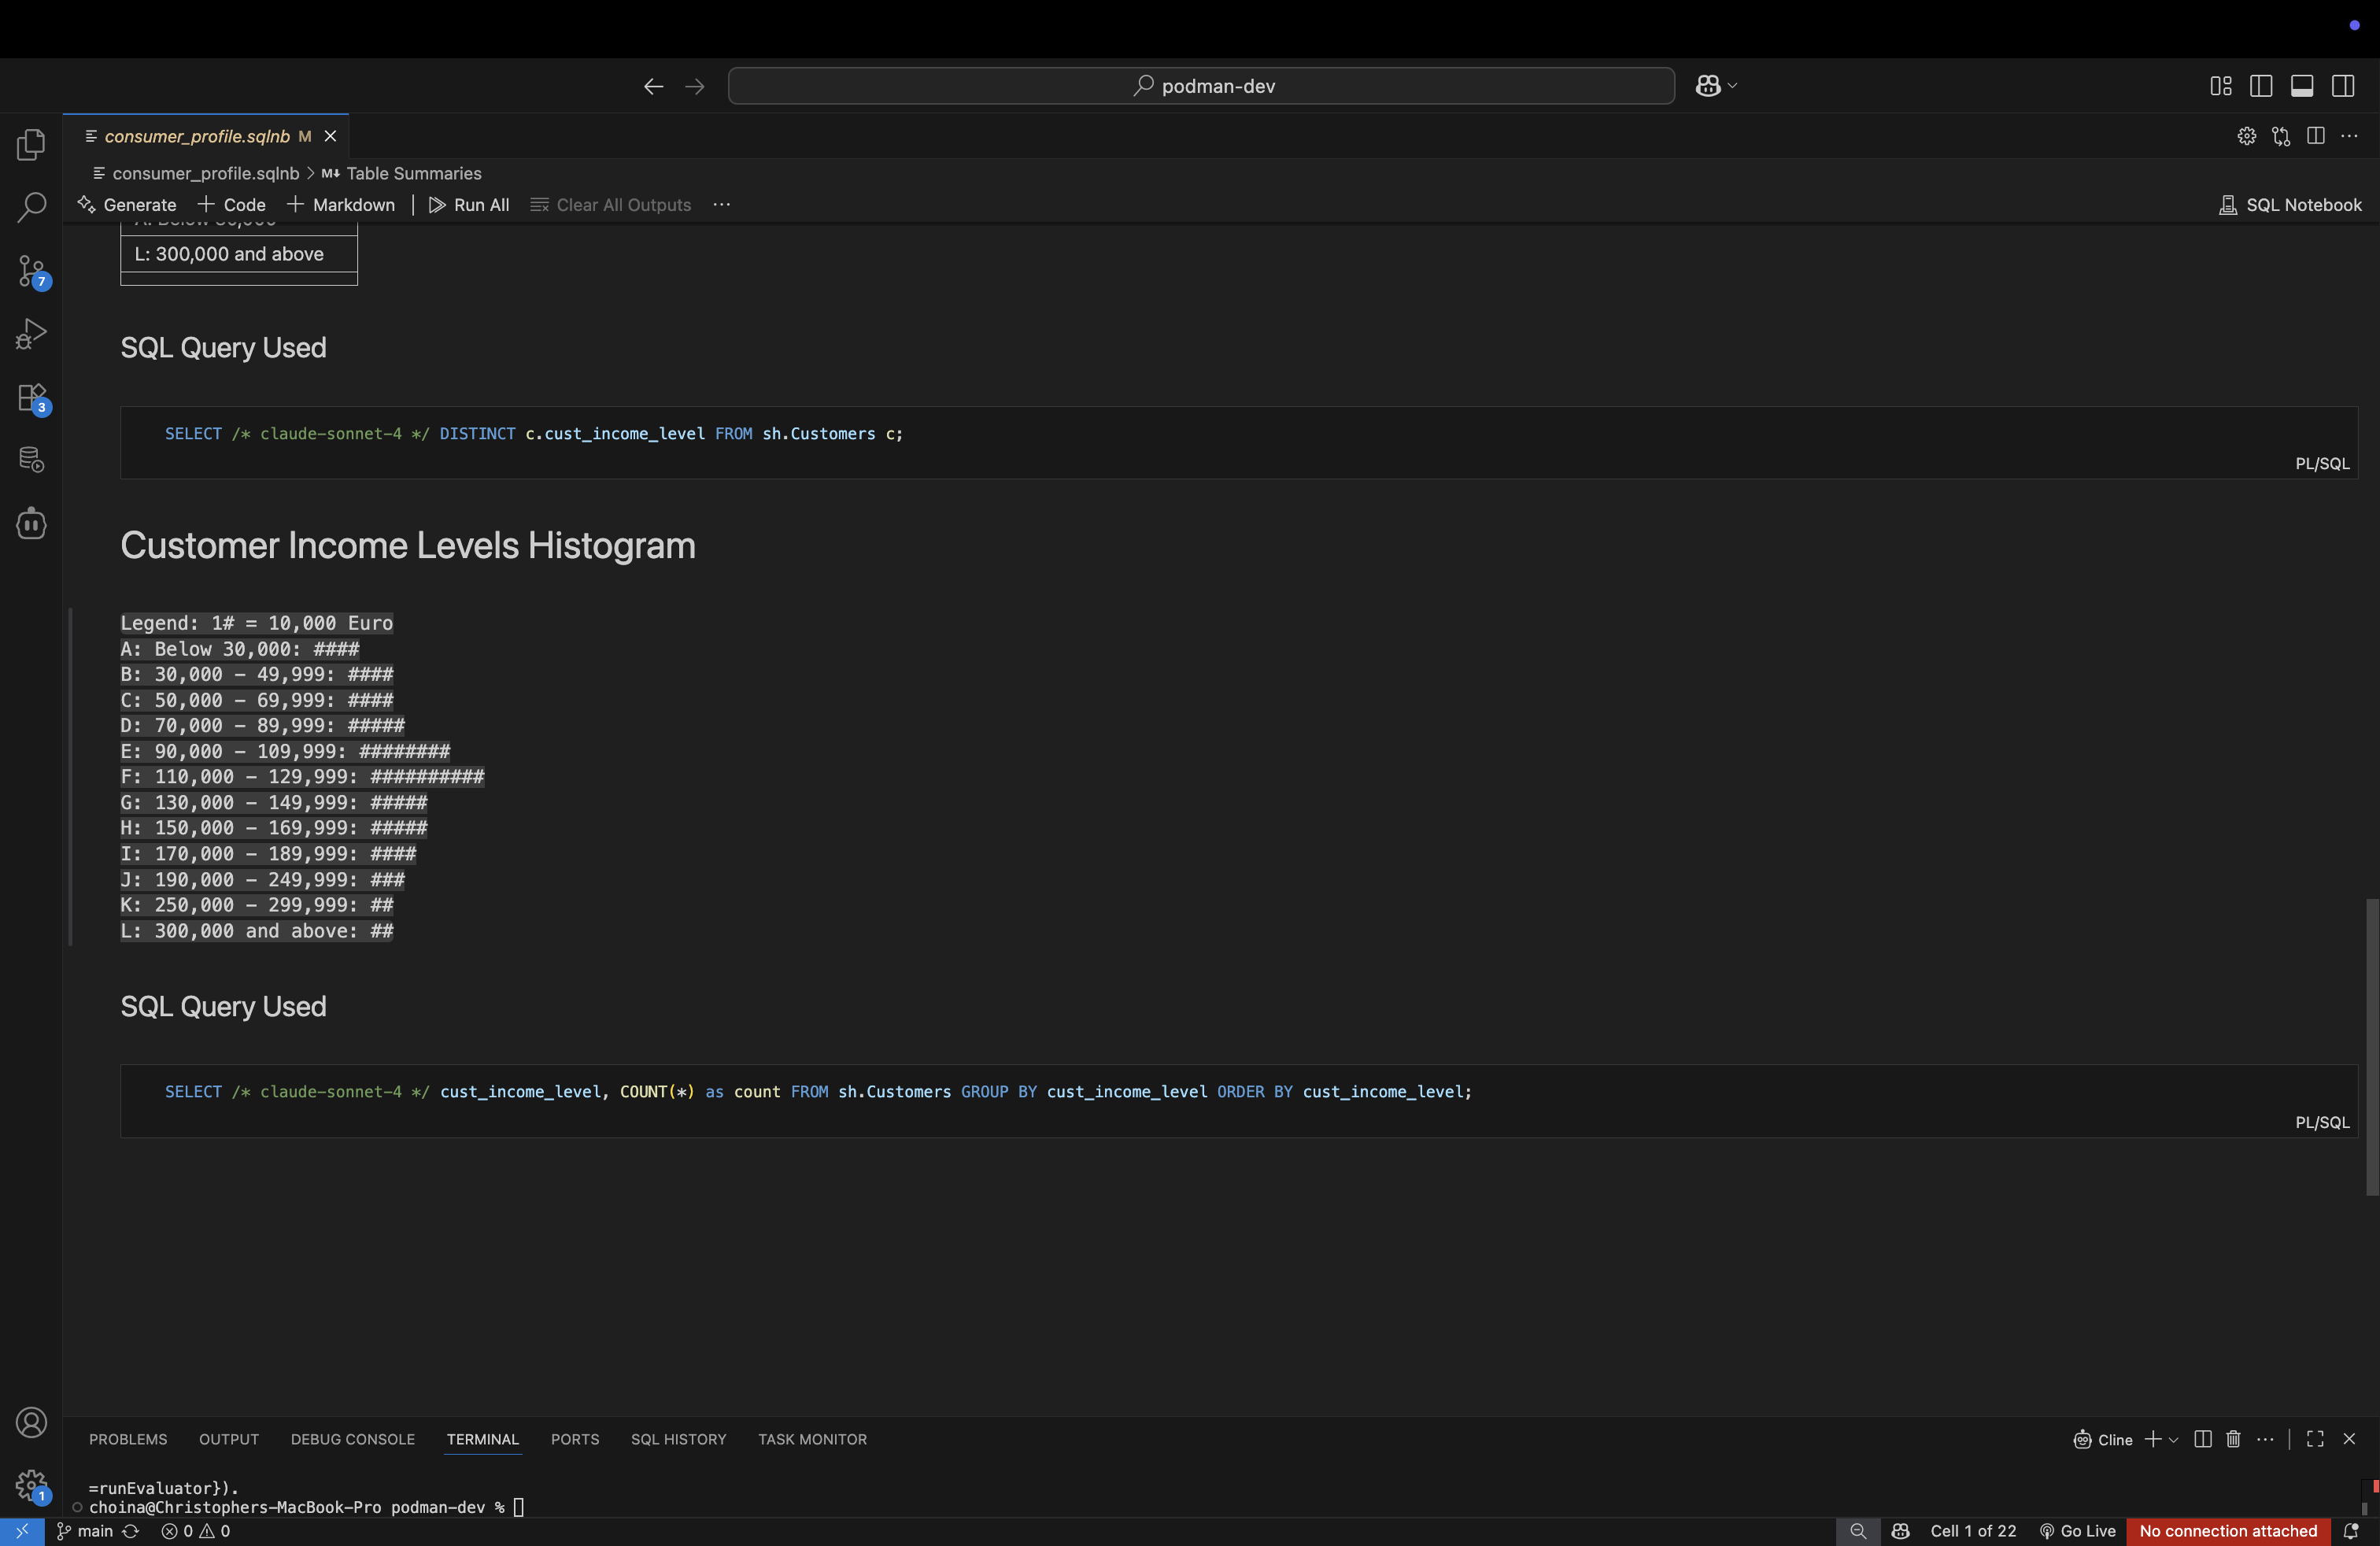 podman-dev
consumer_profile.sqlnb M
consumer_profile.sqlnb > M↓ Table Summaries
Generate + Code + Markdown | Run All Clear All Outputs ··· SQL Notebook
L: 300,000 and above
SQL Query Used
SELECT /* claude-sonnet-4 */ DISTINCT c.cust_income_level FROM sh.Customers c;
PL/SQL
Customer Income Levels Histogram
Legend: 1# = 10,000 Euro
A: Below 30,000: ####
B: 30,000 - 49,999: ####
C: 50,000 - 69,999: ####
D: 70,000 - 89,999: #####
E: 90,000 - 109,999: ########
F: 110,000 - 129,999: ##########
G: 130,000 - 149,999: #####
H: 150,000 - 169,999: #####
I: 170,000 - 189,999: ####
J: 190,000 - 249,999: ###
K: 250,000 - 299,999: ##
L: 300,000 and above: ##
SQL Query Used
SELECT /* claude-sonnet-4 */ cust_income_level, COUNT(*) as count FROM sh.Customers GROUP BY cust_income_level ORDER BY cust_income_level;
PL/SQL
7
3
1
PROBLEMS OUTPUT DEBUG CONSOLE TERMINAL PORTS SQL HISTORY TASK MONITOR Cline
=runEvaluator}).
choina@Christophers-MacBook-Pro podman-dev %
main 0 0 Cell 1 of 22 Go Live No connection attached